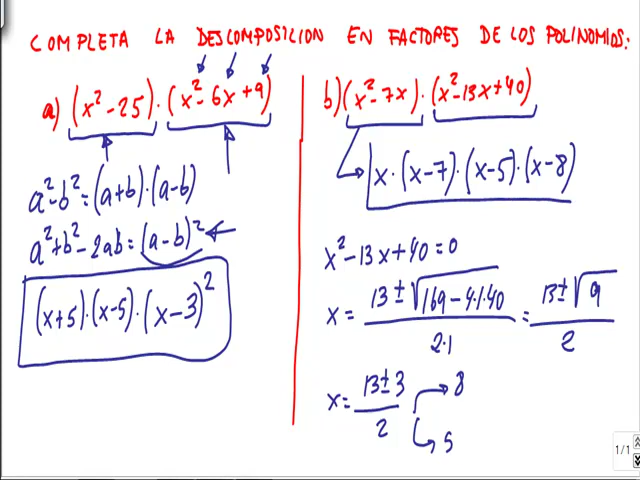 COMPLETA LA DESCOMPOSICION EN FACTORES DE LOS POLINOMIOS:
a) (x² - 25) · (x² - 6x + 9)
a² - b² = (a + b) · (a - b)
a² + b² - 2ab = (a - b)²
(x + 5) · (x - 5) · (x - 3)²
b) (x² - 7x) · (x² - 13x + 40)
x · (x - 7) · (x - 5) · (x - 8)
x² - 13x + 40 = 0
x = 13 ± √169 - 4·1·40 / 2·1 = 13 ± √9 / 2
x = 13 ± 3 / 2
8
5
1/1